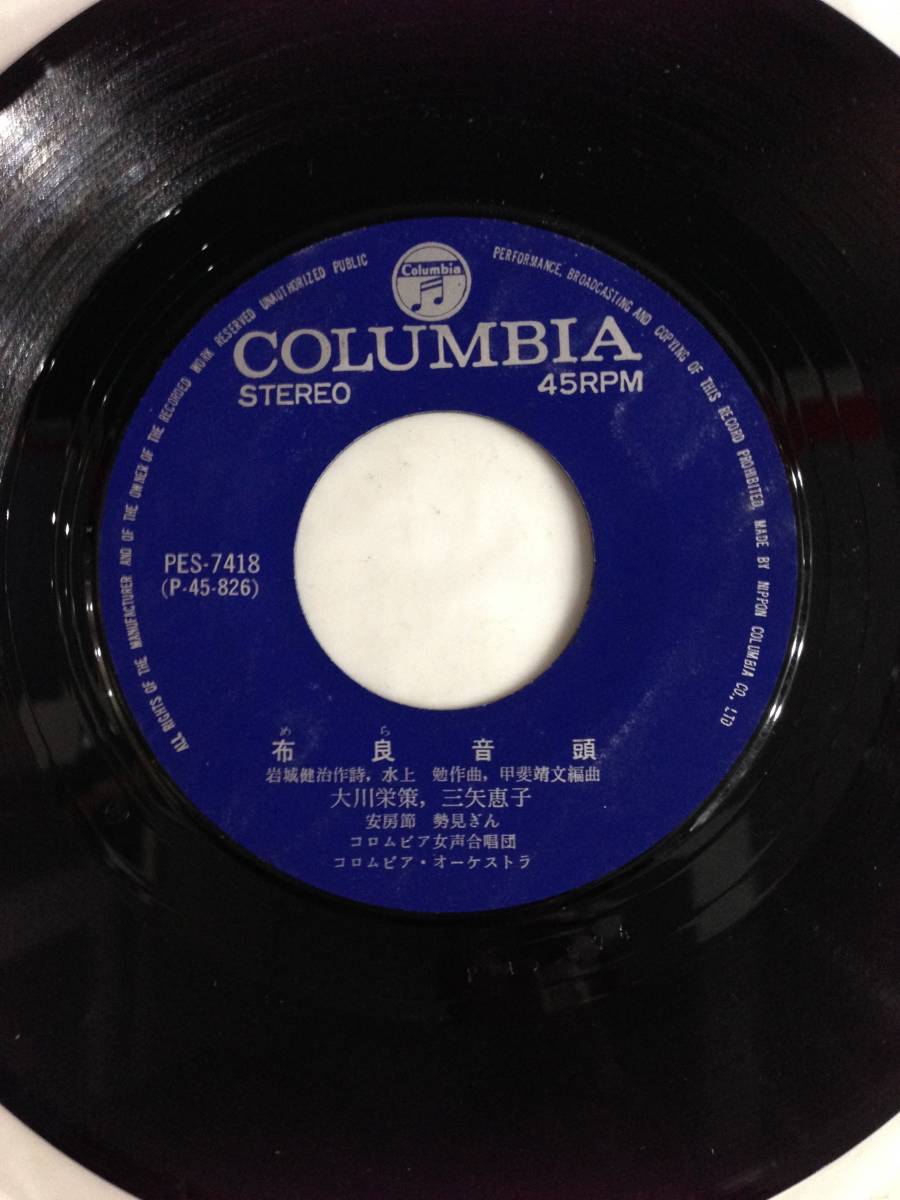 ALL RIGHTS OF THE MANUFACTURER AND OF THE OWNER OF THE RECORDED WORK RESERVED UNAUTHORIZED PUBLIC PERFORMANCE, BROADCASTING AND COPYING OF THIS RECORD PROHIBITED, MADE BY NIPPON COLUMBIA CO., LTD
Columbia
COLUMBIA
STEREO 45RPM
PES-7418
(P-45-826)
めら
布良音頭
岩城健治作詩, 水上 勉作曲, 甲斐靖文編曲
大川栄策, 三矢恵子
安房節 勢見ぎん
コロムビア女声合唱団
コロムビア・オーケストラ